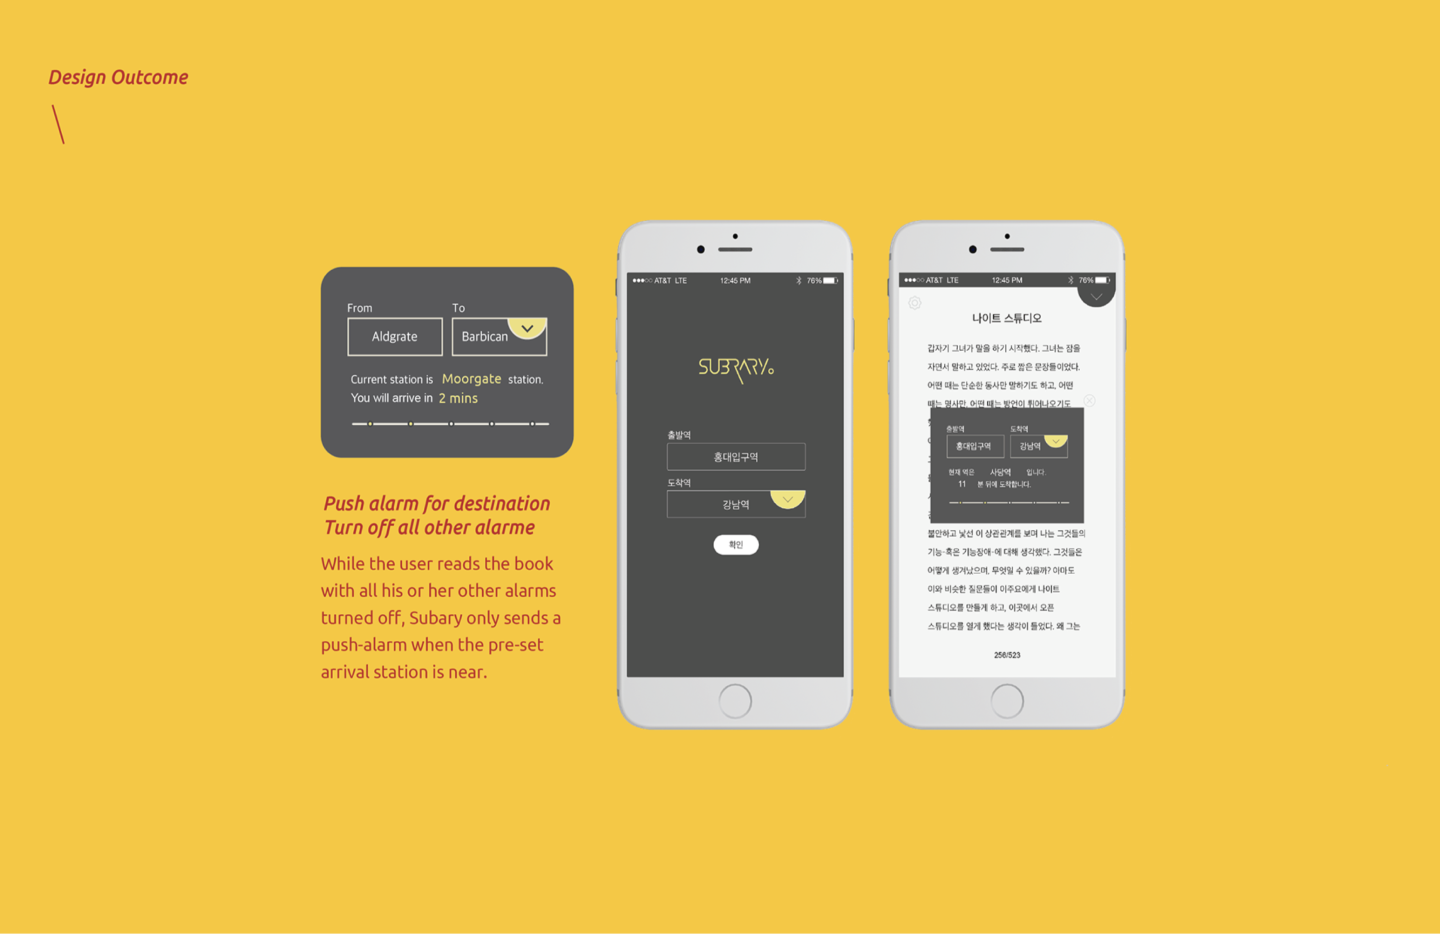 Design Outcome
From
To
Aldgrate
Barbican
Current station is Moorgate station.
You will arrive in 2 mins
Push alarm for destination
Turn off all other alarme
While the user reads the book
with all his or her other alarms
turned off, Subary only sends a
push-alarm when the pre-set
arrival station is near.
AT&T LTE 12:45 PM 76%
SUBRARY.
출발역
홍대입구역
도착역
강남역
확인
AT&T LTE 12:45 PM 76%
나이트 스튜디오
갑자기 그녀가 말을 하기 시작했다. 그녀는 잠을
자면서 말하고 있었다. 주로 짧은 문장들이었다.
어떤 때는 단순한 동사만 말하기도 하고, 어떤
때는 명사만, 어떤 때는 방언이 튀어나오기도
출발역
도착역
홍대입구역
강남역
현재 역은 사당역 입니다.
11 분 뒤에 도착합니다.
불안하고 낯선 이 상관관계를 보며 나는 그것들의
기능-혹은 기능장애-에 대해 생각했다. 그것들은
어떻게 생겨났으며, 무엇일 수 있을까? 아마도
이와 비슷한 질문들이 이주요에게 나이트
스튜디오를 만들게 하고, 이곳에서 오픈
스튜디오를 열게 했다는 생각이 들었다. 왜 그는
256/523